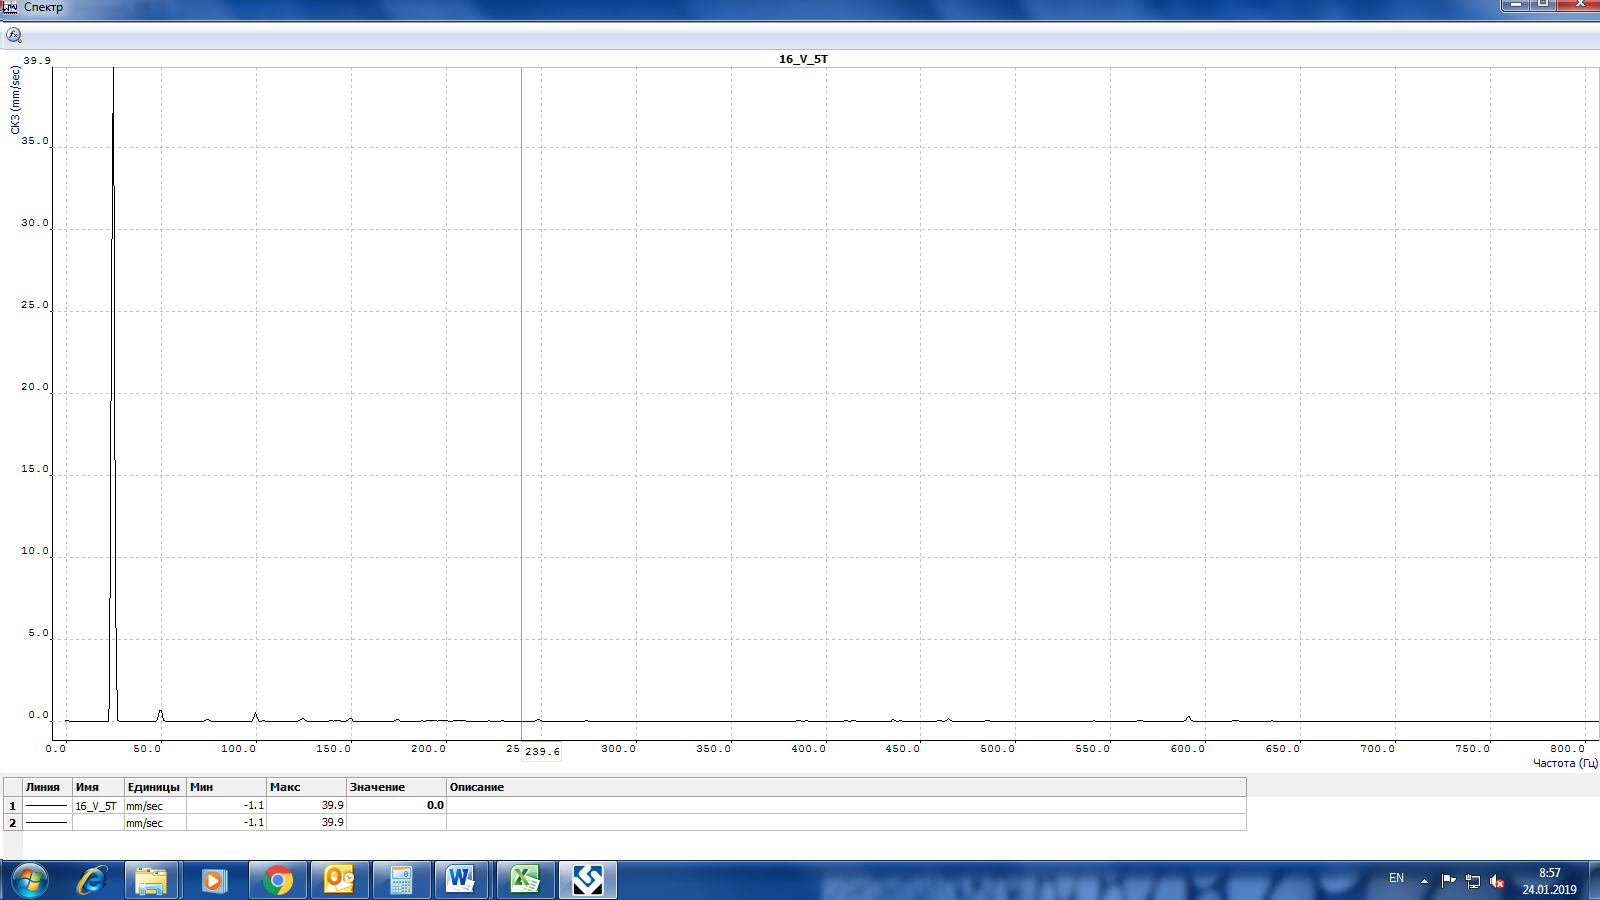 Спектр
16_V_5T
39.9
СКЗ (mm/sec)
35.0
30.0
25.0
20.0
15.0
10.0
5.0
0.0
0.0 50.0 100.0 150.0 200.0 25 239.6 300.0 350.0 400.0 450.0 500.0 550.0 600.0 650.0 700.0 750.0 800.0
Частота (Гц)
Линия Имя Единицы Мин Макс Значение Описание
1 16_V_5T mm/sec -1.1 39.9 0.0
2 mm/sec -1.1 39.9
EN 8:57
24.01.2019